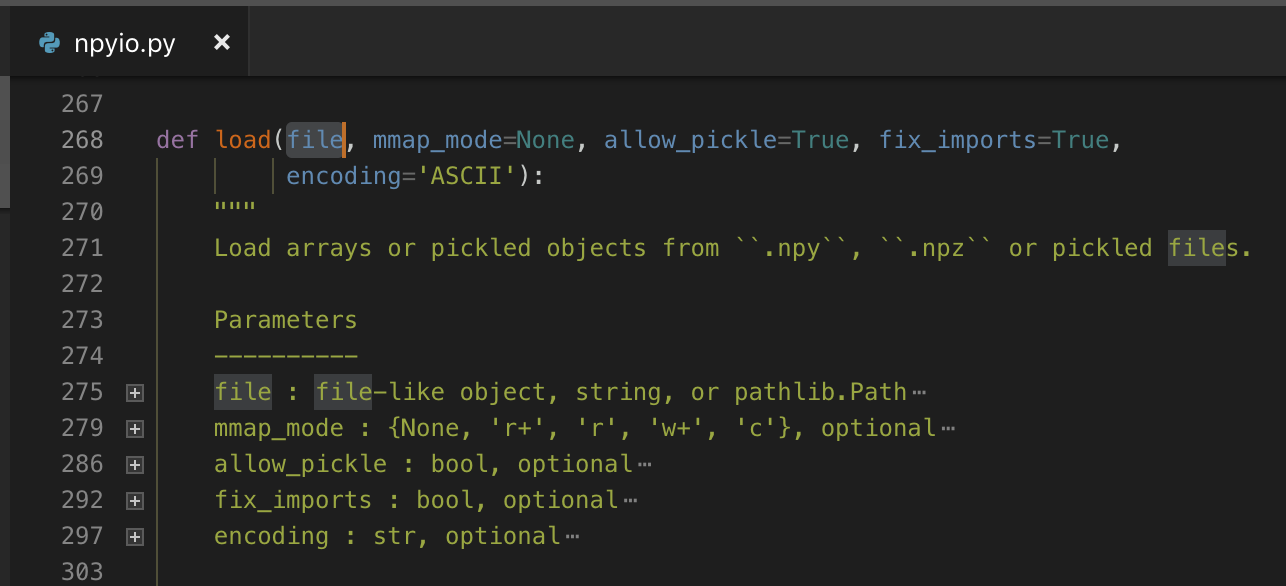 npyio.py ×
267
268 def load(file, mmap_mode=None, allow_pickle=True, fix_imports=True,
269 encoding='ASCII'):
270 """
271 Load arrays or pickled objects from ``.npy``, ``.npz`` or pickled files.
272
273 Parameters
274 ----------
275 file : file-like object, string, or pathlib.Path⋯
279 mmap_mode : {None, 'r+', 'r', 'w+', 'c'}, optional⋯
286 allow_pickle : bool, optional⋯
292 fix_imports : bool, optional⋯
297 encoding : str, optional⋯
303